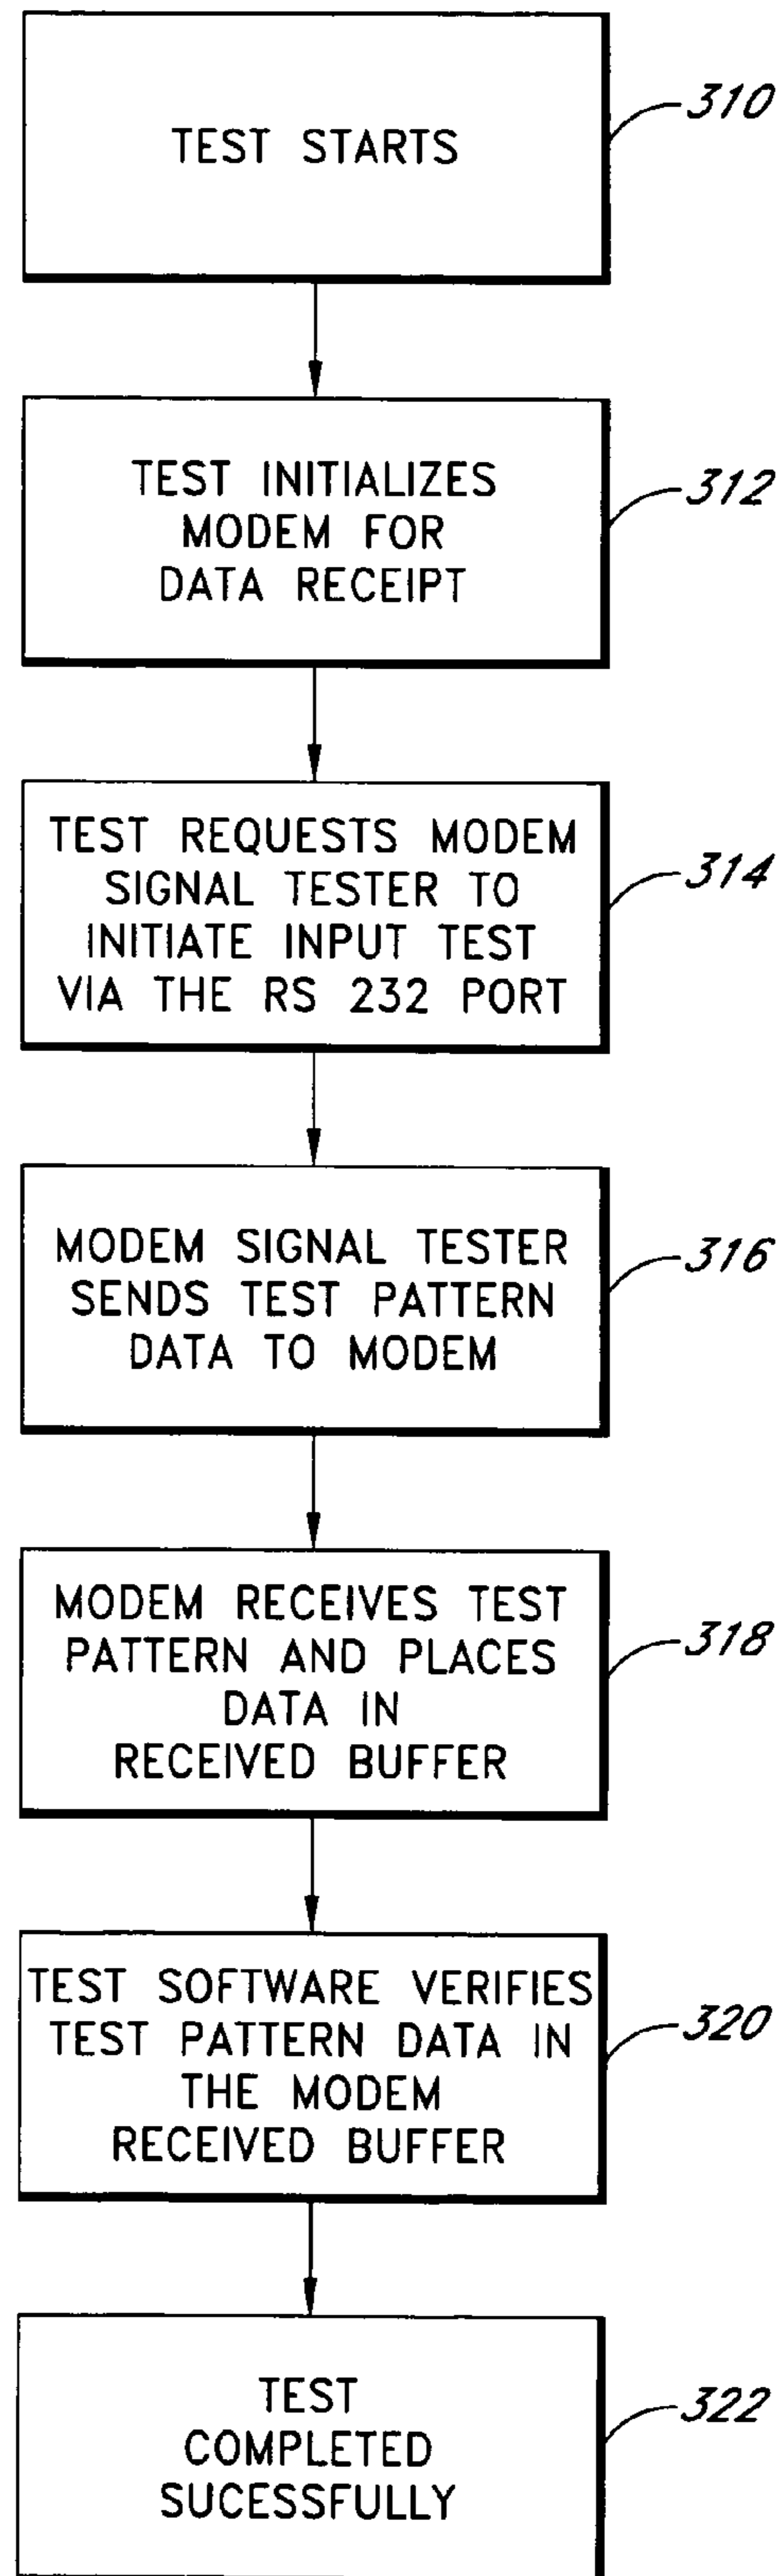 TEST STARTS
310
TEST INITIALIZES
MODEM FOR
DATA RECEIPT
312
TEST REQUESTS MODEM
SIGNAL TESTER TO
INITIATE INPUT TEST
VIA THE RS 232 PORT
314
MODEM SIGNAL TESTER
SENDS TEST PATTERN
DATA TO MODEM
316
MODEM RECEIVES TEST
PATTERN AND PLACES
DATA IN
RECEIVED BUFFER
318
TEST SOFTWARE VERIFIES
TEST PATTERN DATA IN
THE MODEM
RECEIVED BUFFER
320
TEST
COMPLETED
SUCESSFULLY
322